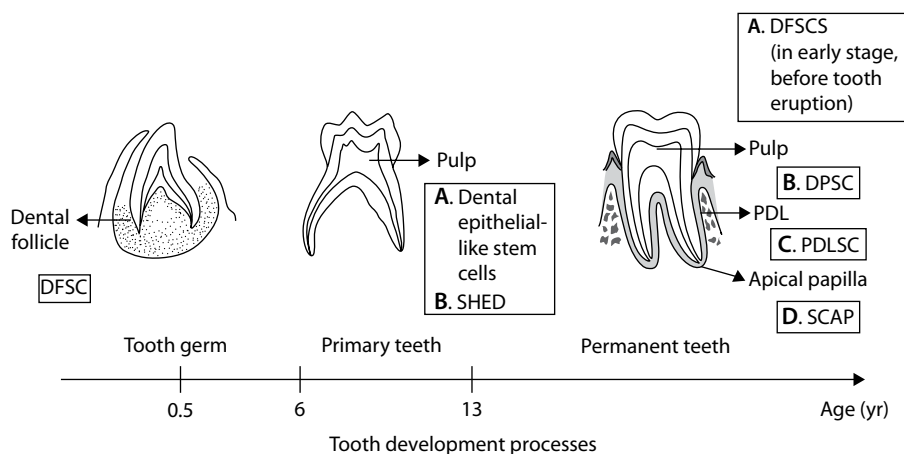 A. DFSCS
(in early stage,
before tooth
eruption)
Dental
follicle
DFSC
Pulp
A. Dental
epithelial-
like stem
cells
B. SHED
Pulp
B. DPSC
PDL
C. PDLSC
Apical papilla
D. SCAP
Tooth germ
Primary teeth
Permanent teeth
0.5
6
13
Age (yr)
Tooth development processes